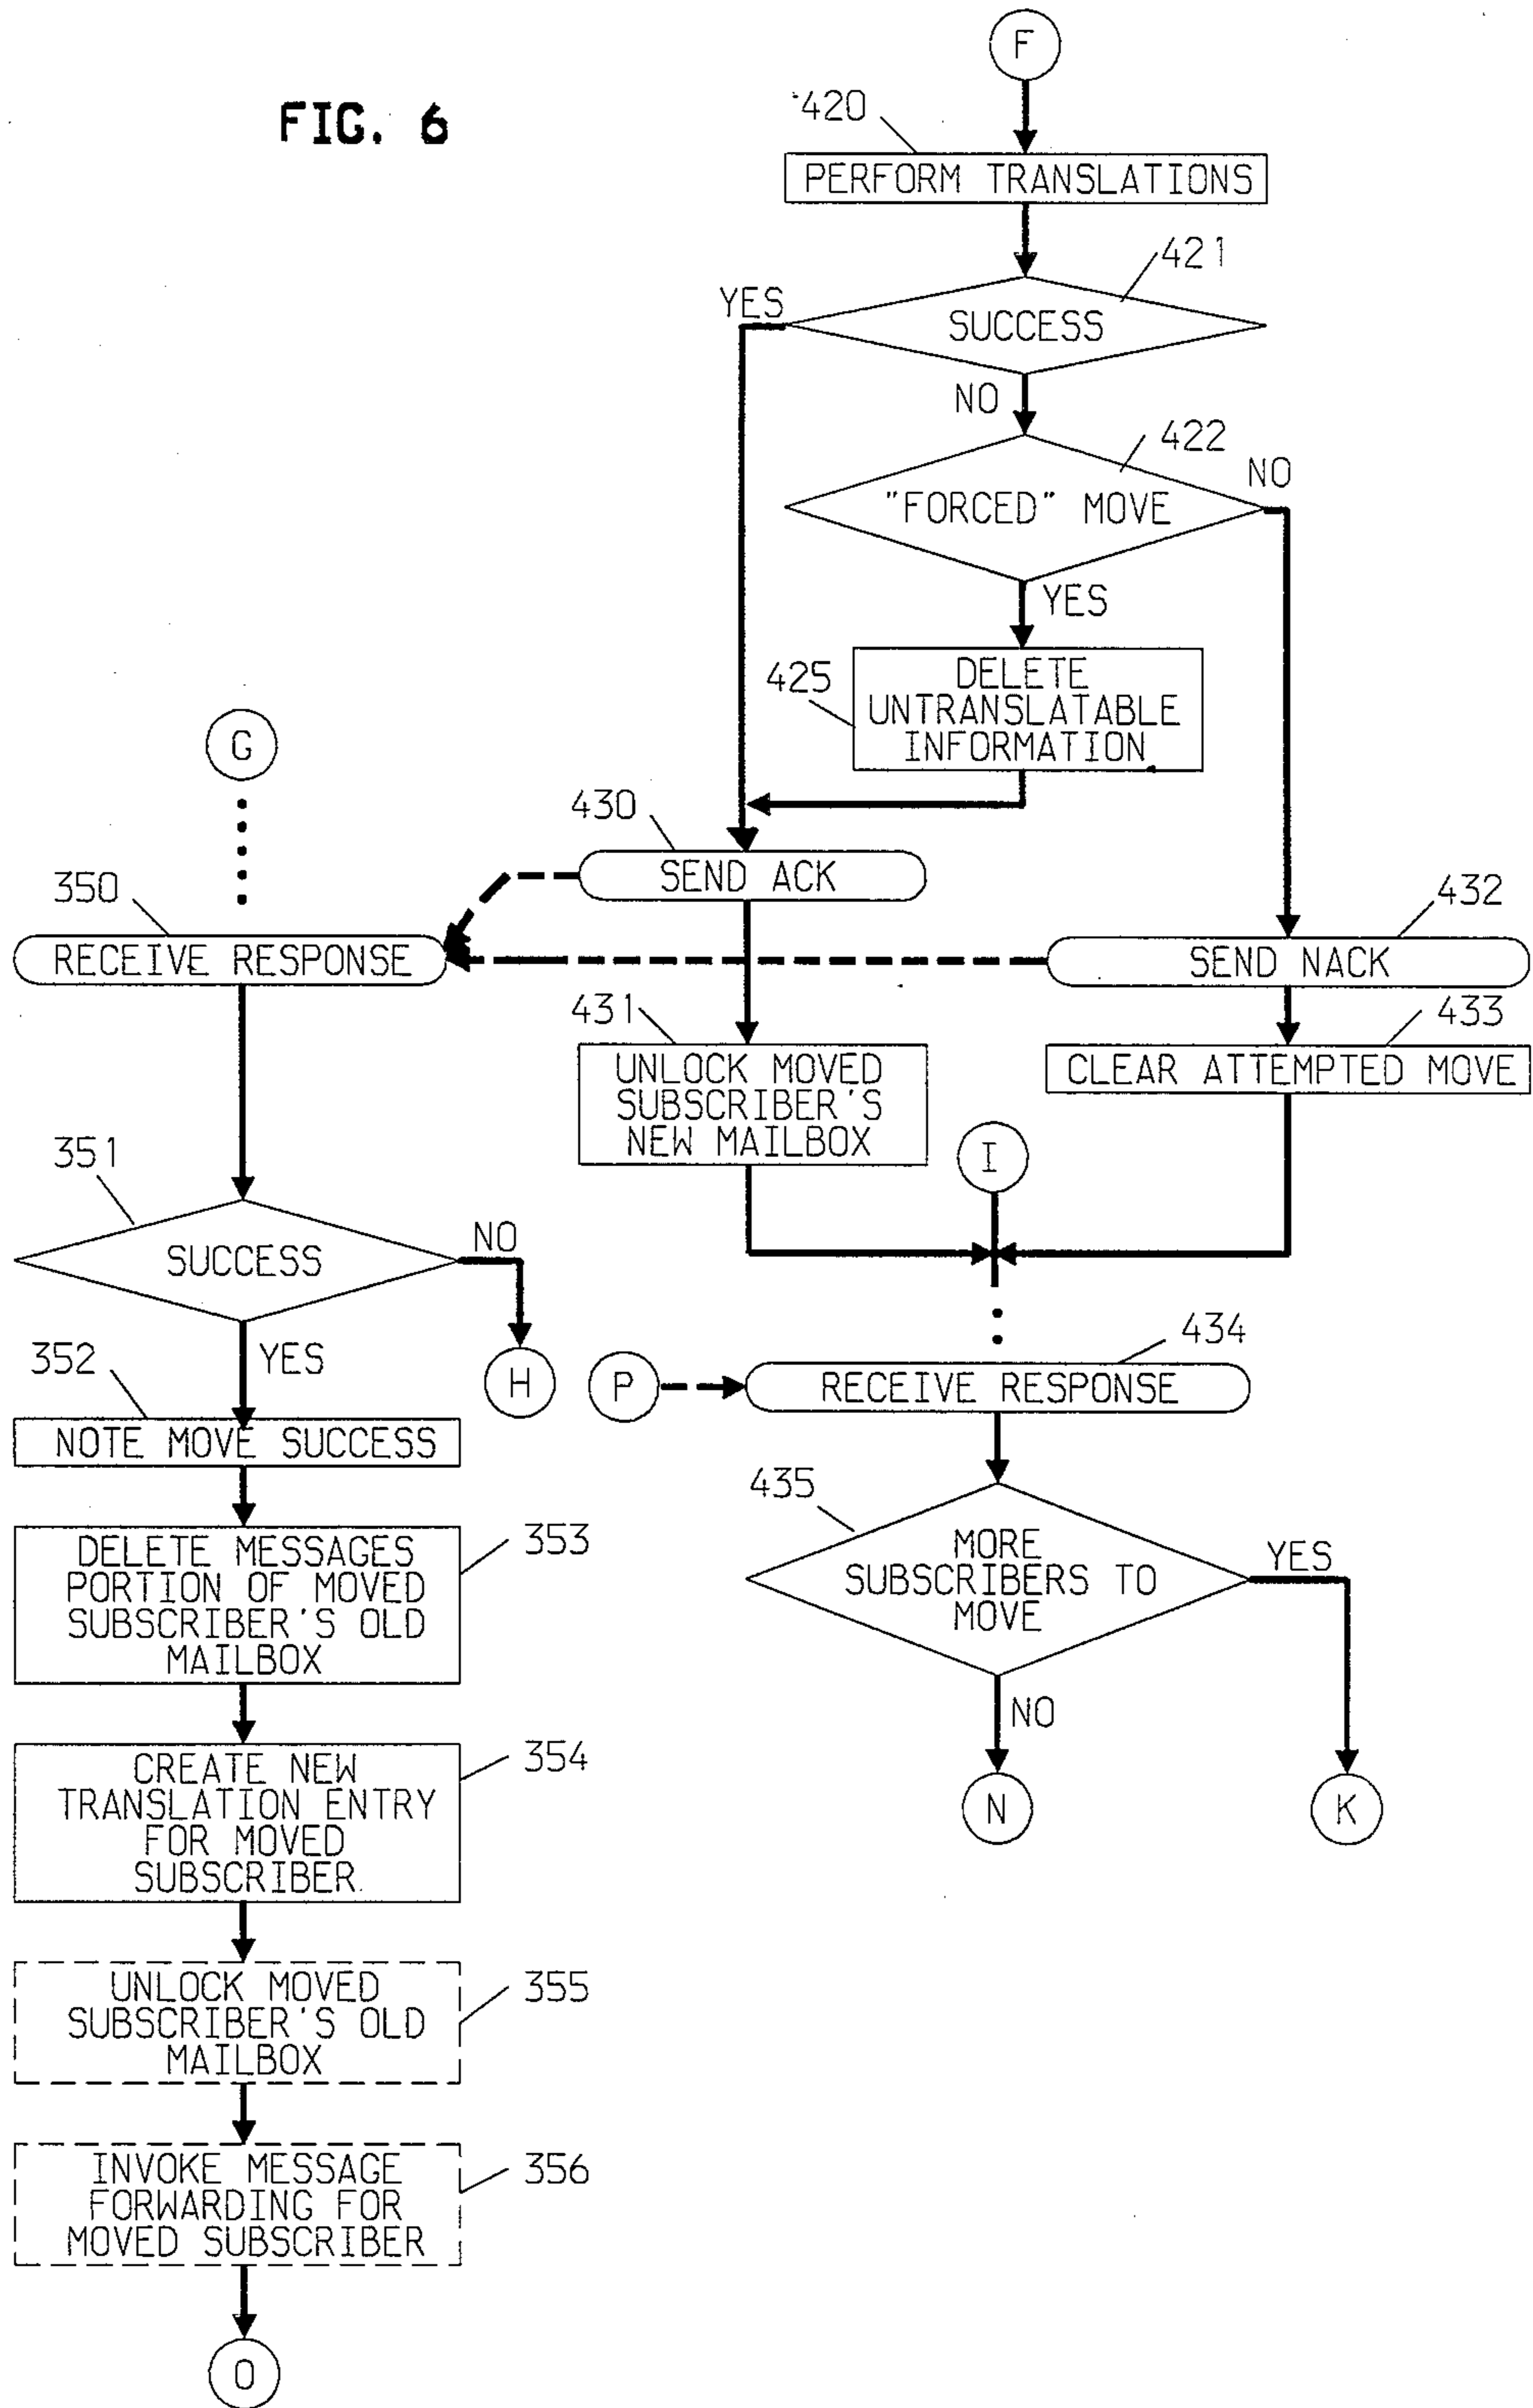 FIG. 6
F
420
PERFORM TRANSLATIONS
421
YES
SUCCESS
NO
422
NO
"FORCED" MOVE
YES
425
DELETE
UNTRANSLATABLE
INFORMATION
G
430
SEND ACK
350
432
RECEIVE RESPONSE
SEND NACK
431
433
UNLOCK MOVED
SUBSCRIBER'S
NEW MAILBOX
CLEAR ATTEMPTED MOVE
I
351
SUCCESS
NO
H
YES
352
NOTE MOVE SUCCESS
P
434
RECEIVE RESPONSE
435
MORE
SUBSCRIBERS TO
MOVE
YES
NO
N
K
353
DELETE MESSAGES
PORTION OF MOVED
SUBSCRIBER'S OLD
MAILBOX
354
CREATE NEW
TRANSLATION ENTRY
FOR MOVED
SUBSCRIBER
355
UNLOCK MOVED
SUBSCRIBER'S OLD
MAILBOX
356
INVOKE MESSAGE
FORWARDING FOR
MOVED SUBSCRIBER
O